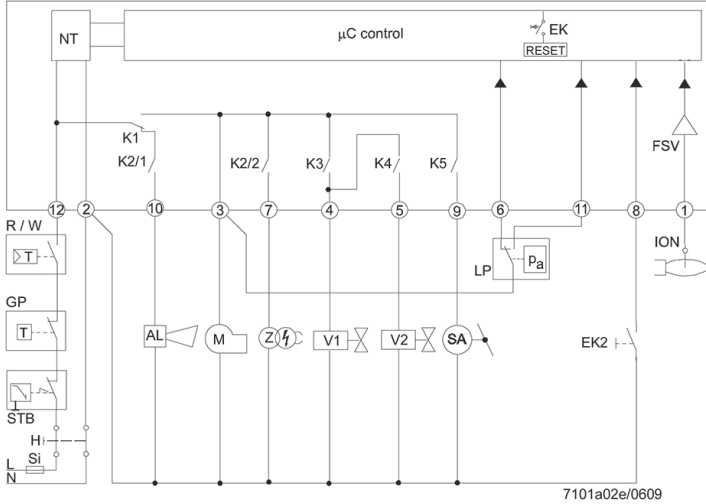 NT
µC control
EK
RESET
FSV
K1
K2/1
K2/2
K3
K4
K5
12
2
10
3
7
4
5
9
6
11
8
1
R / W
T
LP
pa
ION
GP
T
AL
M
Z
V1
V2
SA
EK2
STB
H
L
Si
N
7101a02e/0609